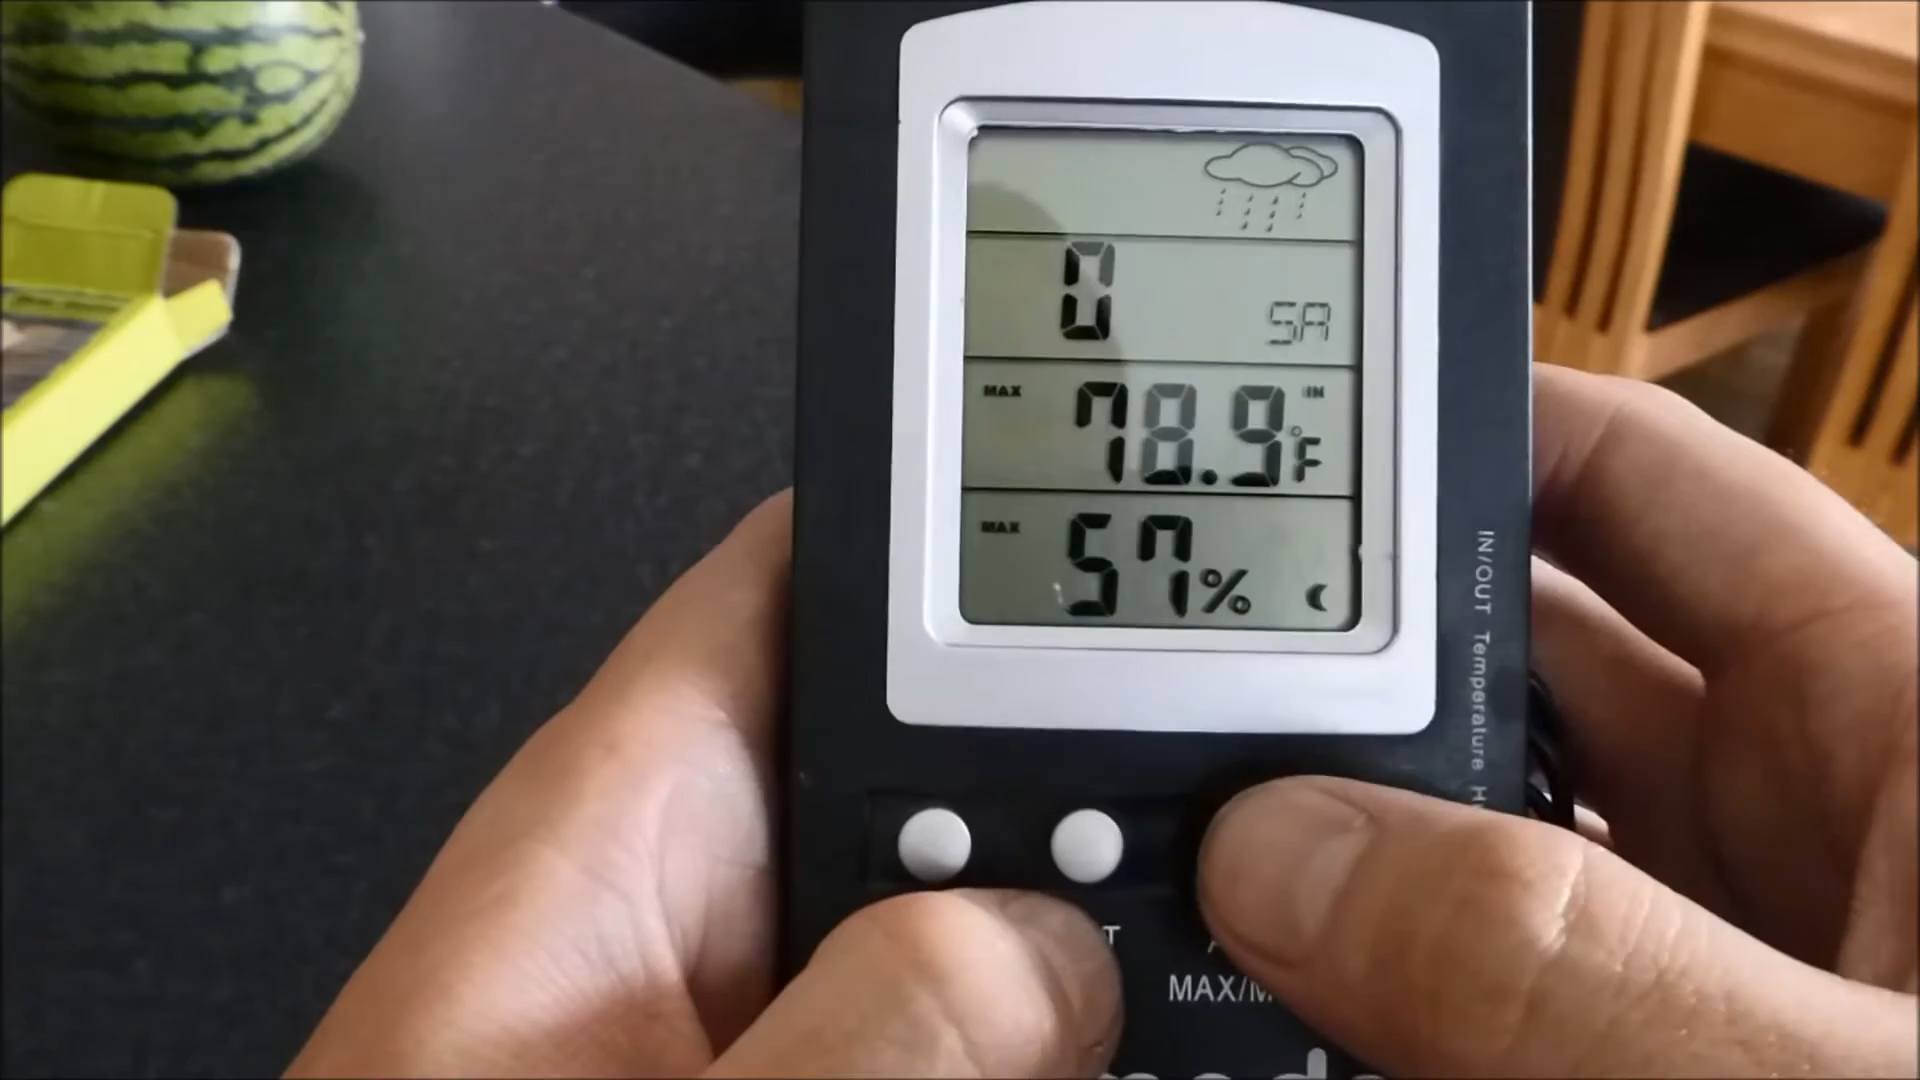 0
SA
MAX 78.9 IN °F
MAX 57%
IN/OUT Temperature
MAX/M